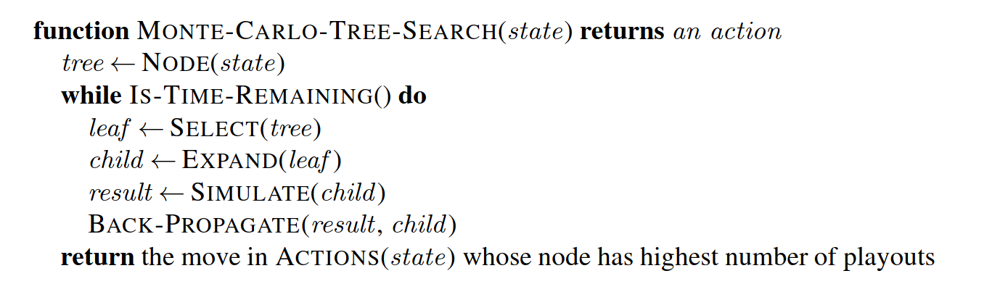 function MONTE-CARLO-TREE-SEARCH(state) returns an action
tree ← NODE(state)
while IS-TIME-REMAINING() do
leaf ← SELECT(tree)
child ← EXPAND(leaf)
result ← SIMULATE(child)
BACK-PROPAGATE(result, child)
return the move in ACTIONS(state) whose node has highest number of playouts